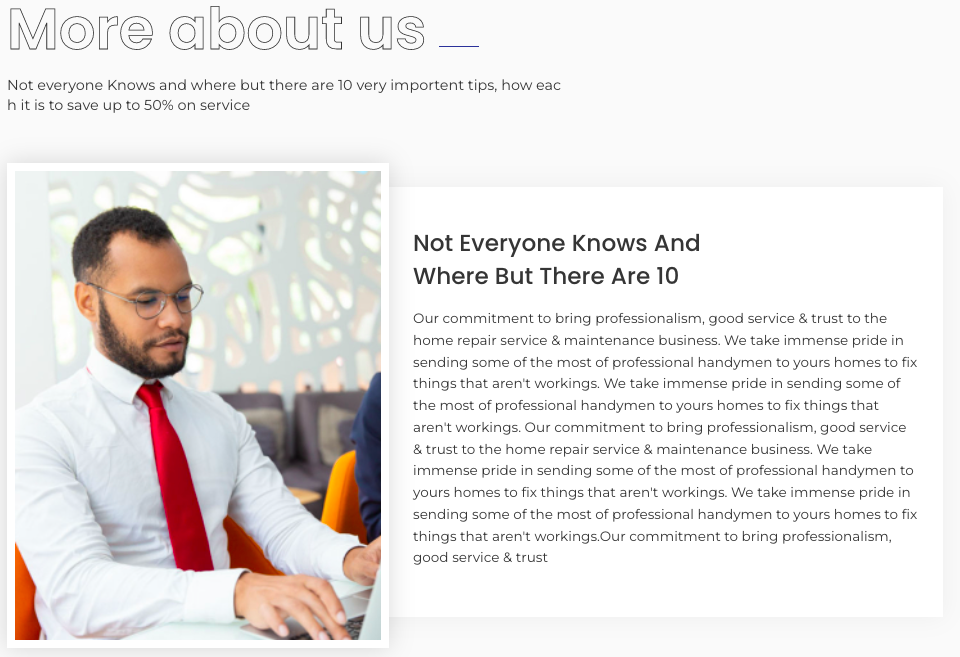 More about us
Not everyone Knows and where but there are 10 very importent tips, how eac
h it is to save up to 50% on service
Not Everyone Knows And
Where But There Are 10
Our commitment to bring professionalism, good service & trust to the
home repair service & maintenance business. We take immense pride in
sending some of the most of professional handymen to yours homes to fix
things that aren't workings. We take immense pride in sending some of
the most of professional handymen to yours homes to fix things that
aren't workings. Our commitment to bring professionalism, good service
& trust to the home repair service & maintenance business. We take
immense pride in sending some of the most of professional handymen to
yours homes to fix things that aren't workings. We take immense pride in
sending some of the most of professional handymen to yours homes to fix
things that aren't workings.Our commitment to bring professionalism,
good service & trust